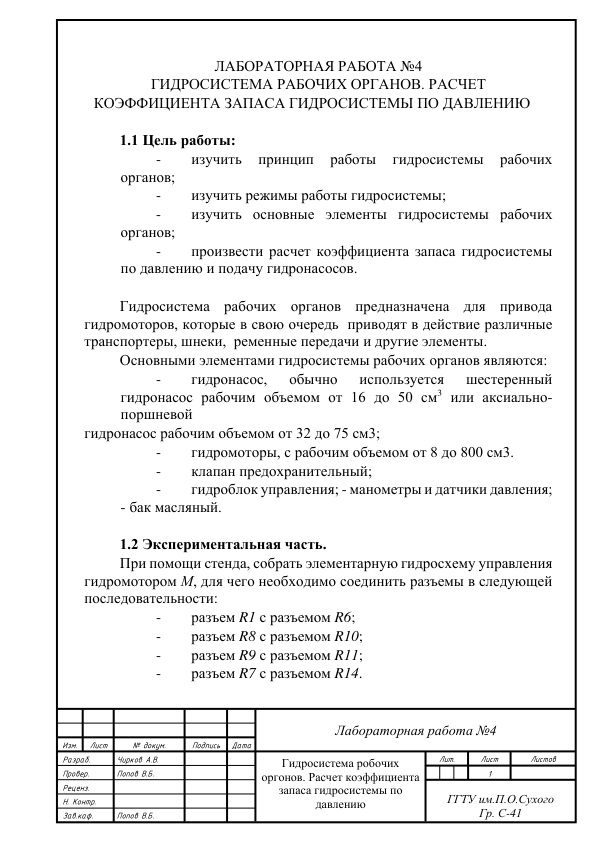 ЛАБОРАТОРНАЯ РАБОТА №4
ГИДРОСИСТЕМА РАБОЧИХ ОРГАНОВ. РАСЧЕТ
КОЭФФИЦИЕНТА ЗАПАСА ГИДРОСИСТЕМЫ ПО ДАВЛЕНИЮ
1.1 Цель работы:
- изучить принцип работы гидросистемы рабочих
органов;
- изучить режимы работы гидросистемы;
- изучить основные элементы гидросистемы рабочих
органов;
- произвести расчет коэффициента запаса гидросистемы
по давлению и подачу гидронасосов.
Гидросистема рабочих органов предназначена для привода
гидромоторов, которые в свою очередь приводят в действие различные
транспортеры, шнеки, ременные передачи и другие элементы.
Основными элементами гидросистемы рабочих органов являются:
- гидронасос, обычно используется шестеренный
гидронасос рабочим объемом от 16 до 50 см³ или аксиально-
поршневой
гидронасос рабочим объемом от 32 до 75 см3;
- гидромоторы, с рабочим объемом от 8 до 800 см3.
- клапан предохранительный;
- гидроблок управления; - манометры и датчики давления;
- бак масляный.
1.2 Экспериментальная часть.
При помощи стенда, собрать элементарную гидросхему управления
гидромотором М, для чего необходимо соединить разъемы в следующей
последовательности:
- разъем R1 с разъемом R6;
- разъем R8 с разъемом R10;
- разъем R9 с разъемом R11;
- разъем R7 с разъемом R14.
Лабораторная работа №4
Изм. Лист № докум. Подпись Дата
Разраб. Чирков А.В.
Провер. Попов В.Б.
Реценз.
Н. Контр.
Зав.каф. Попов В.Б.
Гидросистема робочих
оргонов. Расчет коэффициента
запаса гидросистемы по
давлению
Лит. Лист Листов
1
ГГТУ им.П.О.Сухого
Гр. С-41